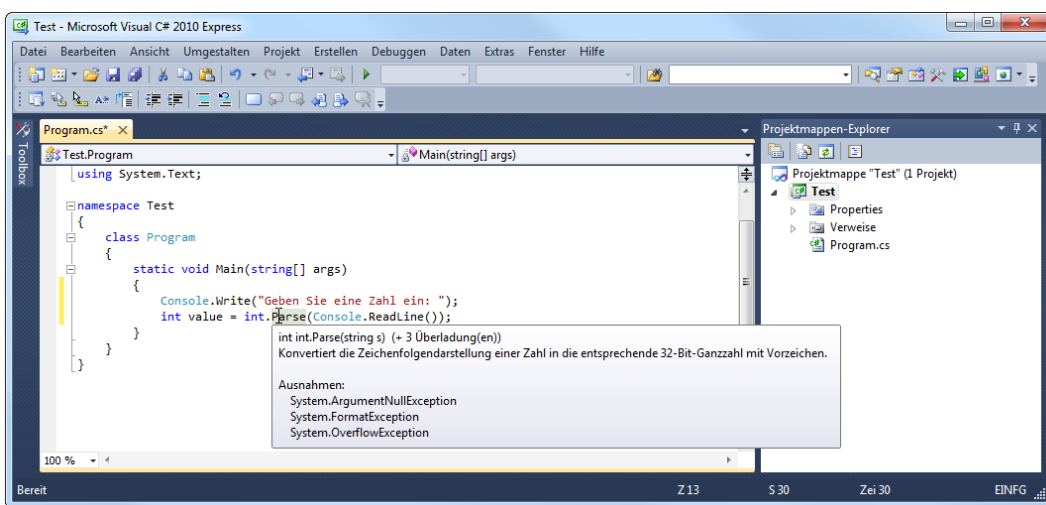 Test - Microsoft Visual C# 2010 Express
Datei Bearbeiten Ansicht Umgestalten Projekt Erstellen Debuggen Daten Extras Fenster Hilfe
Toolbox
Program.cs*
Test.Program
Main(string[] args)
using System.Text;
namespace Test
{
class Program
{
static void Main(string[] args)
{
Console.Write("Geben Sie eine Zahl ein: ");
int value = int.Parse(Console.ReadLine());
}
}
}
int int.Parse(string s) (+ 3 Überladung(en))
Konvertiert die Zeichenfolgendarstellung einer Zahl in die entsprechende 32-Bit-Ganzzahl mit Vorzeichen.
Ausnahmen:
System.ArgumentNullException
System.FormatException
System.OverflowException
100 %
Projektmappen-Explorer
Projektmappe "Test" (1 Projekt)
Test
Properties
Verweise
Program.cs
Bereit
Z 13
S 30
Zei 30
EINFG